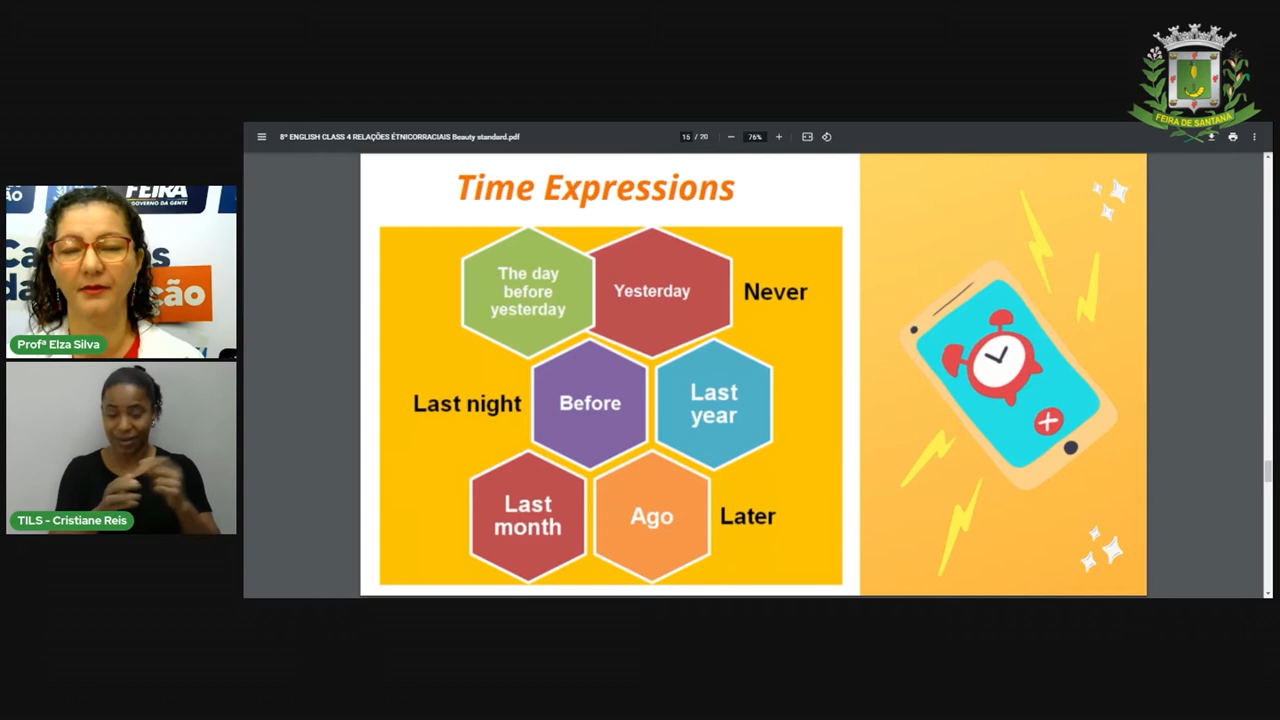 FEIRA DE SANTANA
8º ENGLISH CLASS 4 RELAÇÕES ÉTNICORRACIAIS Beauty standard.pdf
15 / 20
76%
Time Expressions
The day
before
yesterday
Yesterday
Never
Last night
Before
Last
year
Last
month
Ago
Later
FEIRA
GOVERNO DA GENTE
Profª Elza Silva
TILS - Cristiane Reis